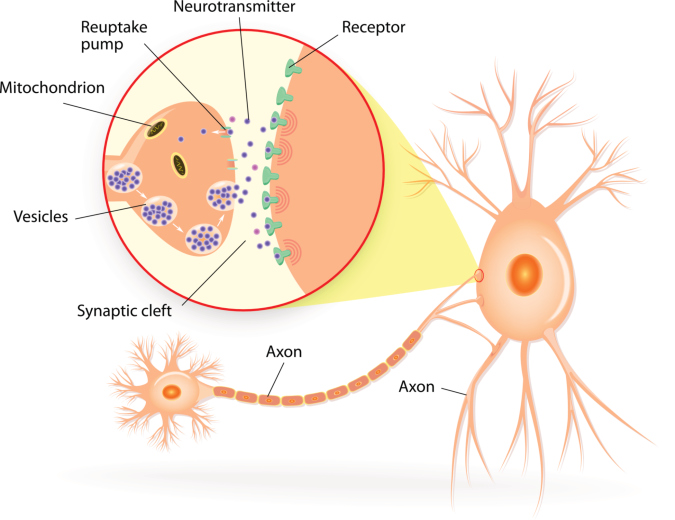 Neurotransmitter
Reuptake
pump
Receptor
Mitochondrion
Vesicles
Synaptic cleft
Axon
Axon